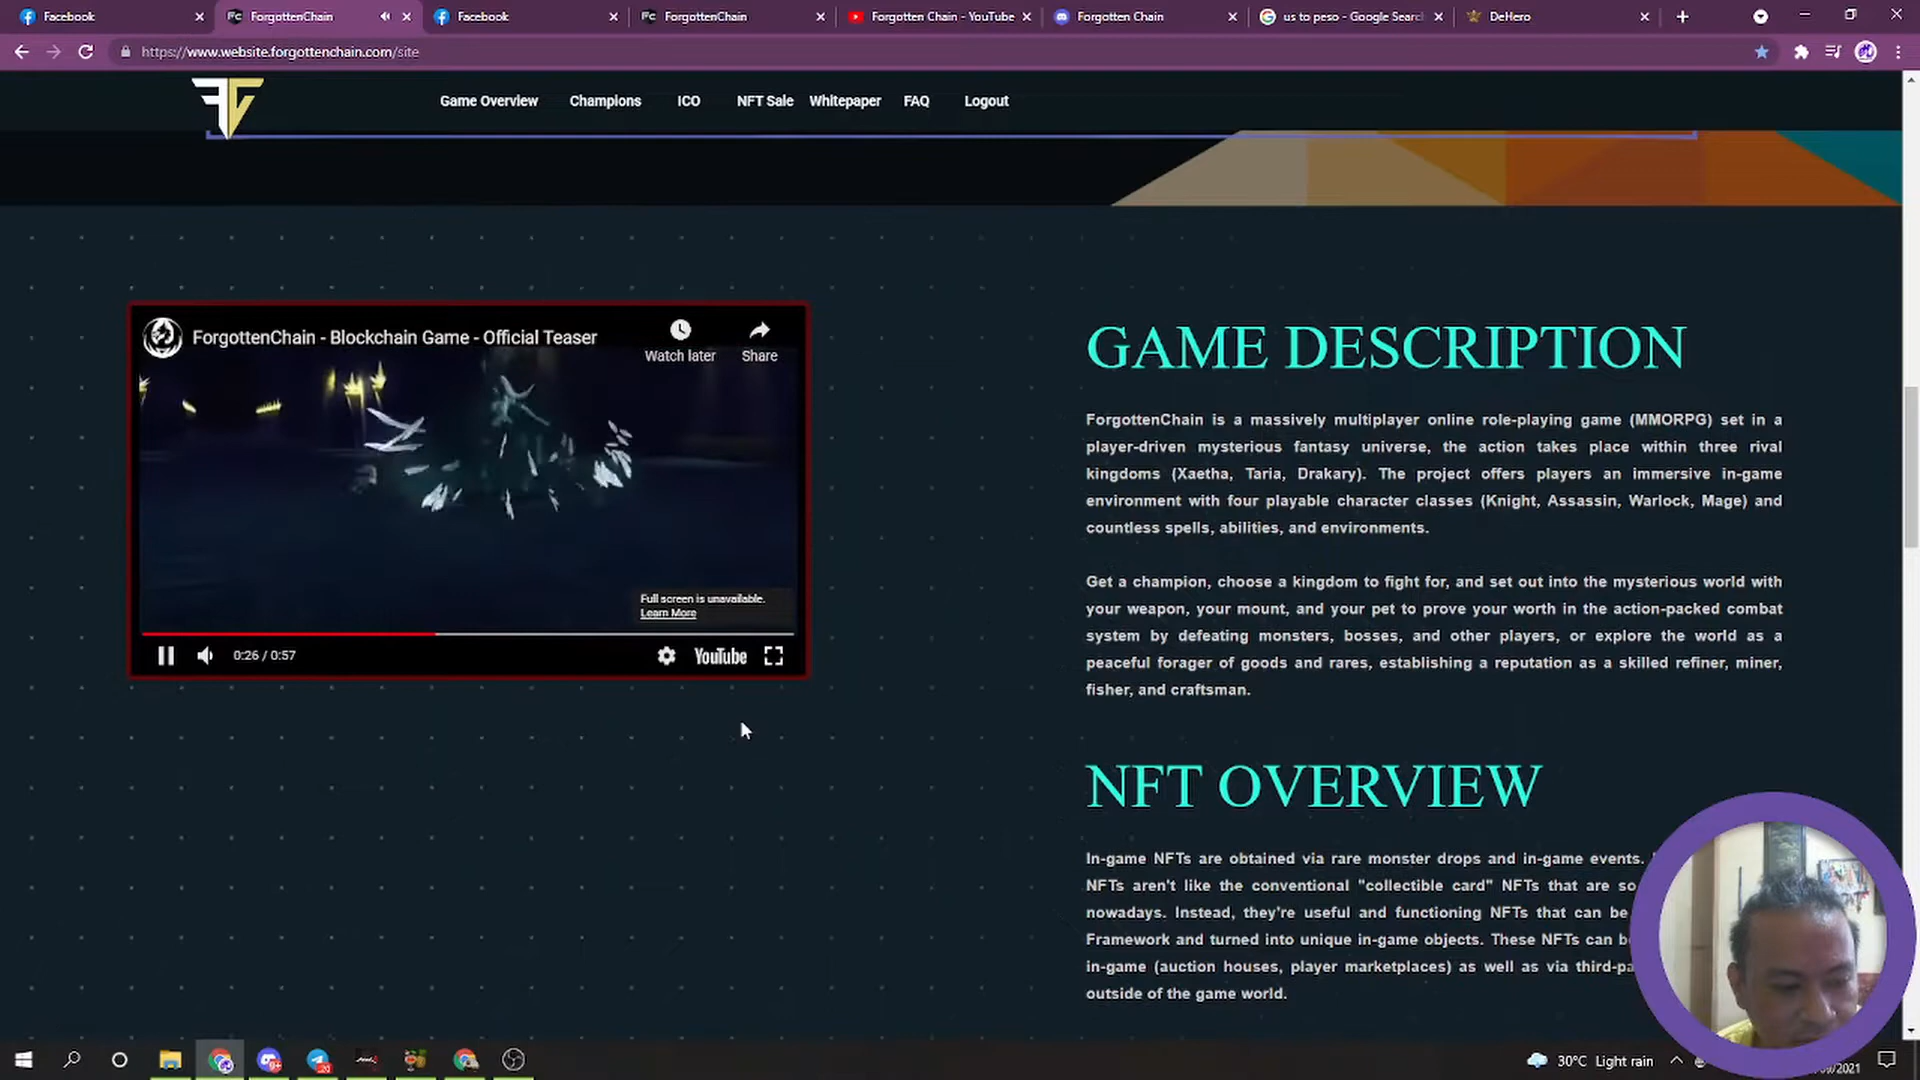 Facebook
ForgottenChain
Facebook
ForgottenChain
Forgotten Chain - YouTube
Forgotten Chain
us to peso - Google Searc
DeHero
https://www.website.forgottenchain.com/site
Game Overview
Champions
ICO
NFT Sale
Whitepaper
FAQ
Logout
ForgottenChain - Blockchain Game - Official Teaser
Watch later
Share
Full screen is unavailable.
Learn More
0:26 / 0:57
YouTube
GAME DESCRIPTION
ForgottenChain is a massively multiplayer online role-playing game (MMORPG) set in a
player-driven mysterious fantasy universe, the action takes place within three rival
kingdoms (Xaetha, Taria, Drakary). The project offers players an immersive in-game
environment with four playable character classes (Knight, Assassin, Warlock, Mage) and
countless spells, abilities, and environments.
Get a champion, choose a kingdom to fight for, and set out into the mysterious world with
your weapon, your mount, and your pet to prove your worth in the action-packed combat
system by defeating monsters, bosses, and other players, or explore the world as a
peaceful forager of goods and rares, establishing a reputation as a skilled refiner, miner,
fisher, and craftsman.
NFT OVERVIEW
In-game NFTs are obtained via rare monster drops and in-game events.
NFTs aren't like the conventional "collectible card" NFTs that are so
nowadays. Instead, they're useful and functioning NFTs that can be
Framework and turned into unique in-game objects. These NFTs can b
in-game (auction houses, player marketplaces) as well as via third-pa
outside of the game world.
30°C Light rain